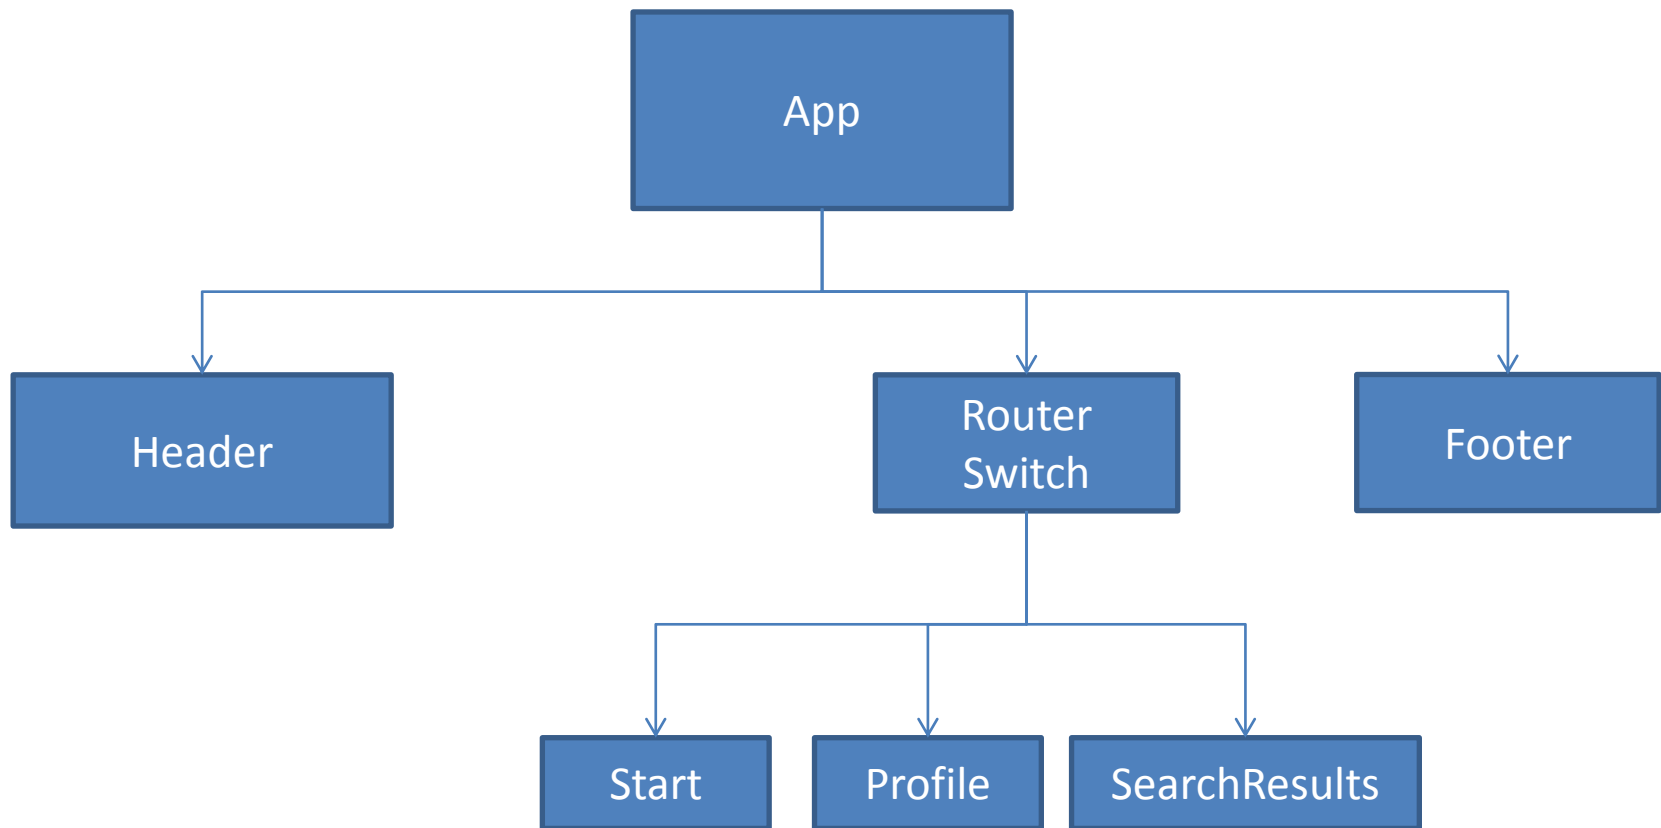 App
Header
Router
Switch
Footer
Start
Profile
SearchResults